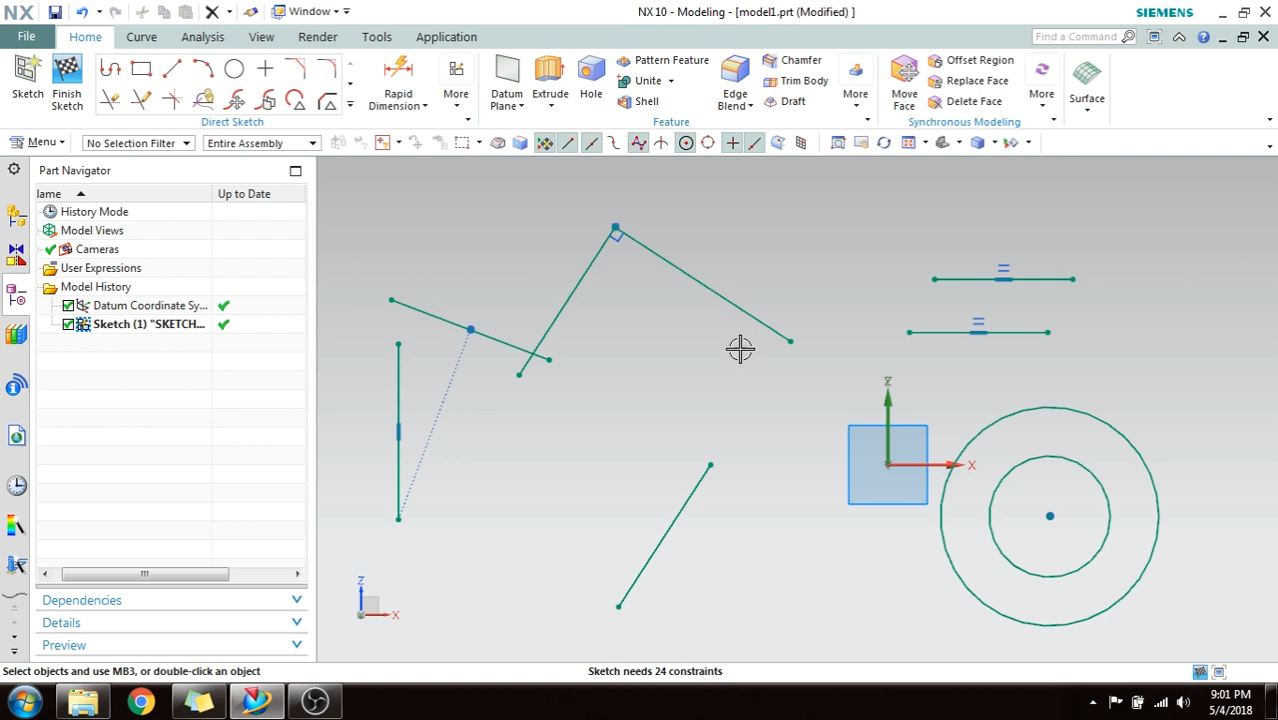 NX
Window
NX 10 - Modeling - [model1.prt (Modified) ]
SIEMENS
File
Home
Curve
Analysis
View
Render
Tools
Application
Find a Command
Sketch
Finish Sketch
Direct Sketch
Rapid Dimension
More
Datum Plane
Extrude
Hole
Pattern Feature
Unite
Shell
Edge Blend
Chamfer
Trim Body
Draft
More
Feature
Move Face
Offset Region
Replace Face
Delete Face
More
Synchronous Modeling
Surface
Menu
No Selection Filter
Entire Assembly
Part Navigator
lame
Up to Date
History Mode
Model Views
Cameras
User Expressions
Model History
Datum Coordinate Sy...
Sketch (1) "SKETCH...
Dependencies
Details
Preview
Z
X
Z
X
Select objects and use MB3, or double-click an object
Sketch needs 24 constraints
9:01 PM
5/4/2018